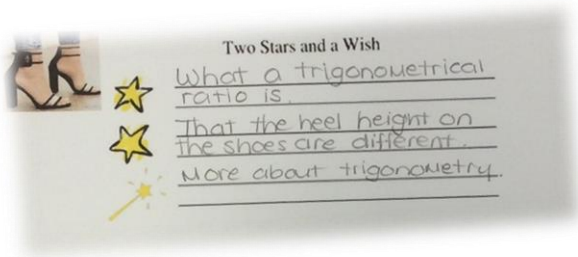 Two Stars and a Wish
What a trigonometrical
ratio is.
That the heel height on
the shoes are different.
More about trigonometry.